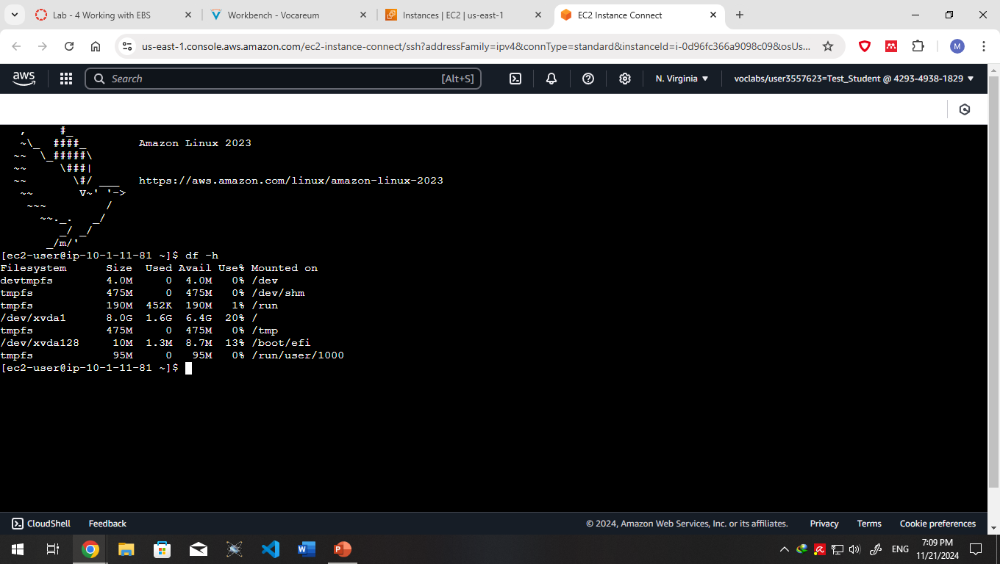 Lab - 4 Working with EBS
Workbench - Vocareum
Instances | EC2 | us-east-1
EC2 Instance Connect
us-east-1.console.aws.amazon.com/ec2-instance-connect/ssh?addressFamily=ipv4&connType=standard&instanceId=i-0d96fc366a9098c09&osUs...
M
aws
Search
[Alt+S]
N. Virginia
voclabs/user3557623=Test_Student @ 4293-4938-1829
   ,     #_
   ~\_  ####_        Amazon Linux 2023
  ~~  \_#####\
  ~~     \###|
  ~~       \#/ ___   https://aws.amazon.com/linux/amazon-linux-2023
   ~~       V~' '->
    ~~~         /
      ~~._.   _/
         _/ _/
       _/m/'
[ec2-user@ip-10-1-11-81 ~]$ df -h
Filesystem      Size  Used Avail Use% Mounted on
devtmpfs        4.0M     0  4.0M   0% /dev
tmpfs           475M     0  475M   0% /dev/shm
tmpfs           190M  452K  190M   1% /run
/dev/xvda1      8.0G  1.6G  6.4G  20% /
tmpfs           475M     0  475M   0% /tmp
/dev/xvda128     10M  1.3M  8.7M  13% /boot/efi
tmpfs            95M     0   95M   0% /run/user/1000
[ec2-user@ip-10-1-11-81 ~]$
CloudShell
Feedback
© 2024, Amazon Web Services, Inc. or its affiliates.
Privacy
Terms
Cookie preferences
ENG
7:09 PM
11/21/2024